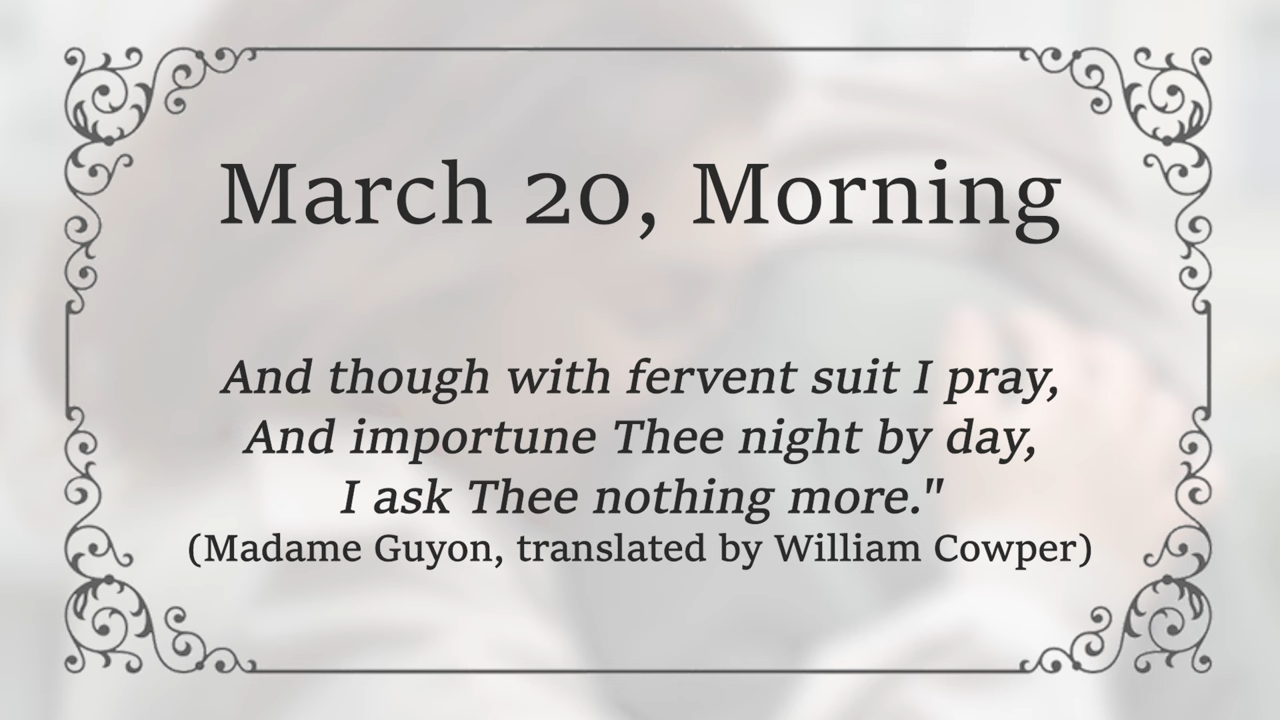 March 20, Morning
And though with fervent suit I pray,
And importune Thee night by day,
I ask Thee nothing more."
(Madame Guyon, translated by William Cowper)